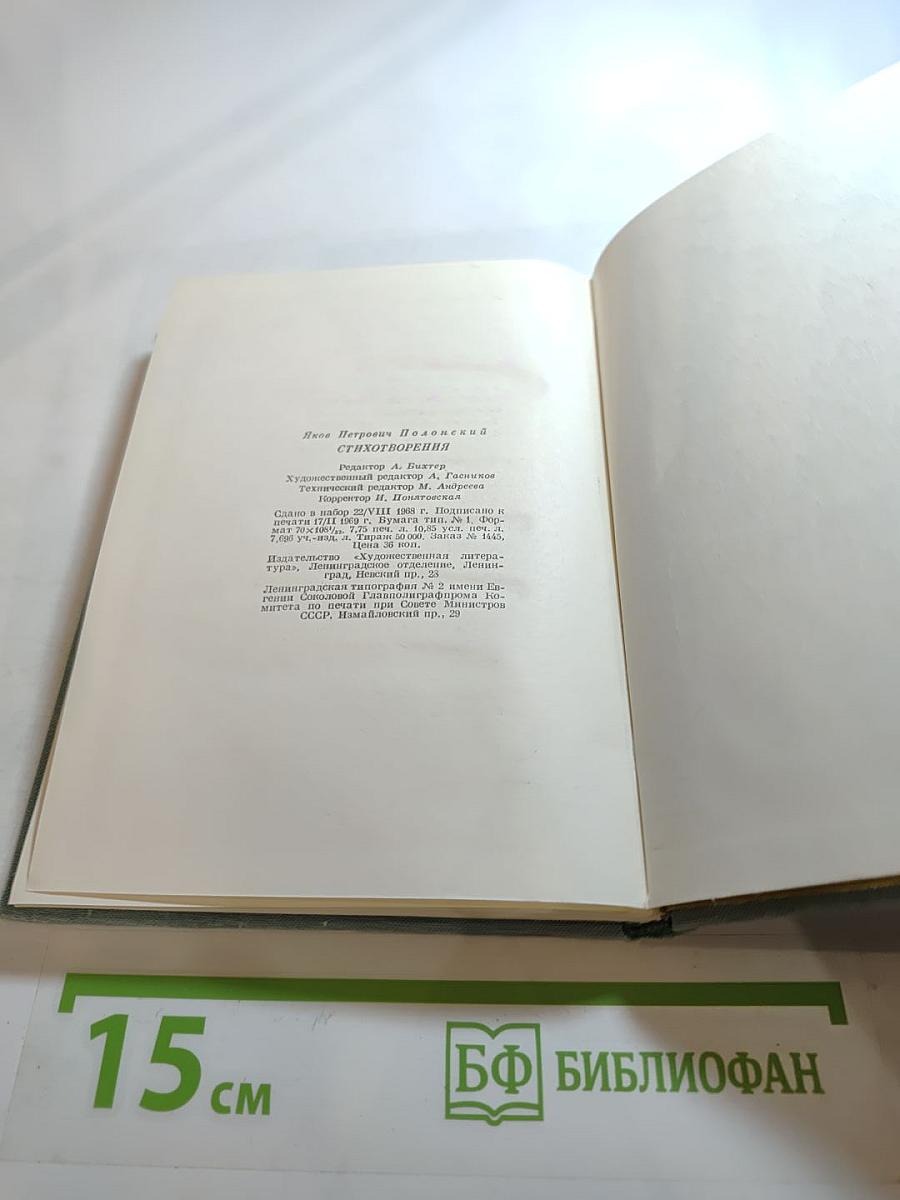 Яков Петрович Полонский
СТИХОТВОРЕНИЯ
Редактор А. Бихтер
Художественный редактор А. Гасников
Технический редактор М. Андреева
Корректор И. Понятовская
Сдано в набор 22/VIII 1968 г. Подписано к
печати 17/II 1969 г. Бумага тип. № 1. Фор-
мат 70×108¹/₃₂. 7,75 печ. л. 10,85 усл. печ. л.
7,696 уч.-изд. л. Тираж 50 000. Заказ № 1445.
Цена 36 коп.
Издательство «Художественная литера-
тура», Ленинградское отделение, Ленин-
град, Невский пр., 28
Ленинградская типография № 2 имени Ев-
гении Соколовой Главполиграфпрома Ко-
митета по печати при Совете Министров
СССР. Измайловский пр., 29
15 см
БФ БИБЛИОФАН